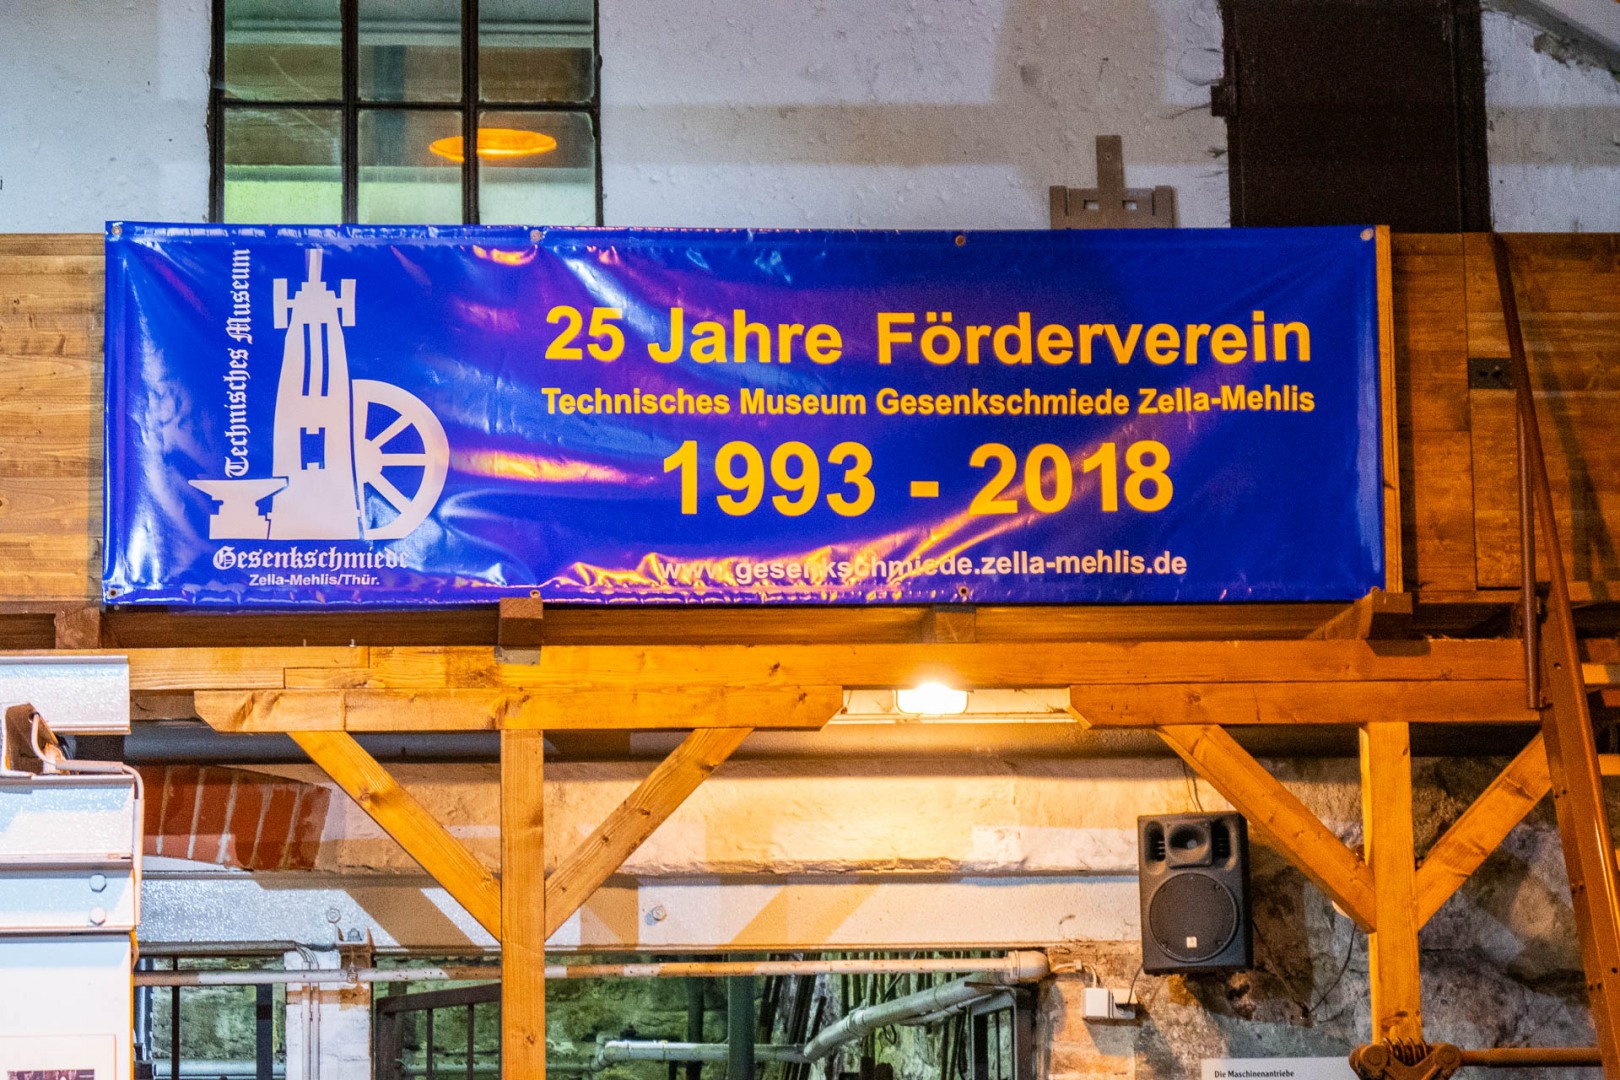 Technisches Museum
Gesenkschmiede
Zella-Mehlis/Thür.
25 Jahre Förderverein
Technisches Museum Gesenkschmiede Zella-Mehlis
1993 - 2018
www.gesenkschmiede.zella-mehlis.de
Die Maschinenantriebe